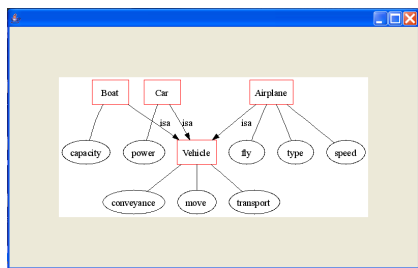 Boat Car Airplane
isa isa isa
capacity power Vehicle fly type speed
conveyance move transport